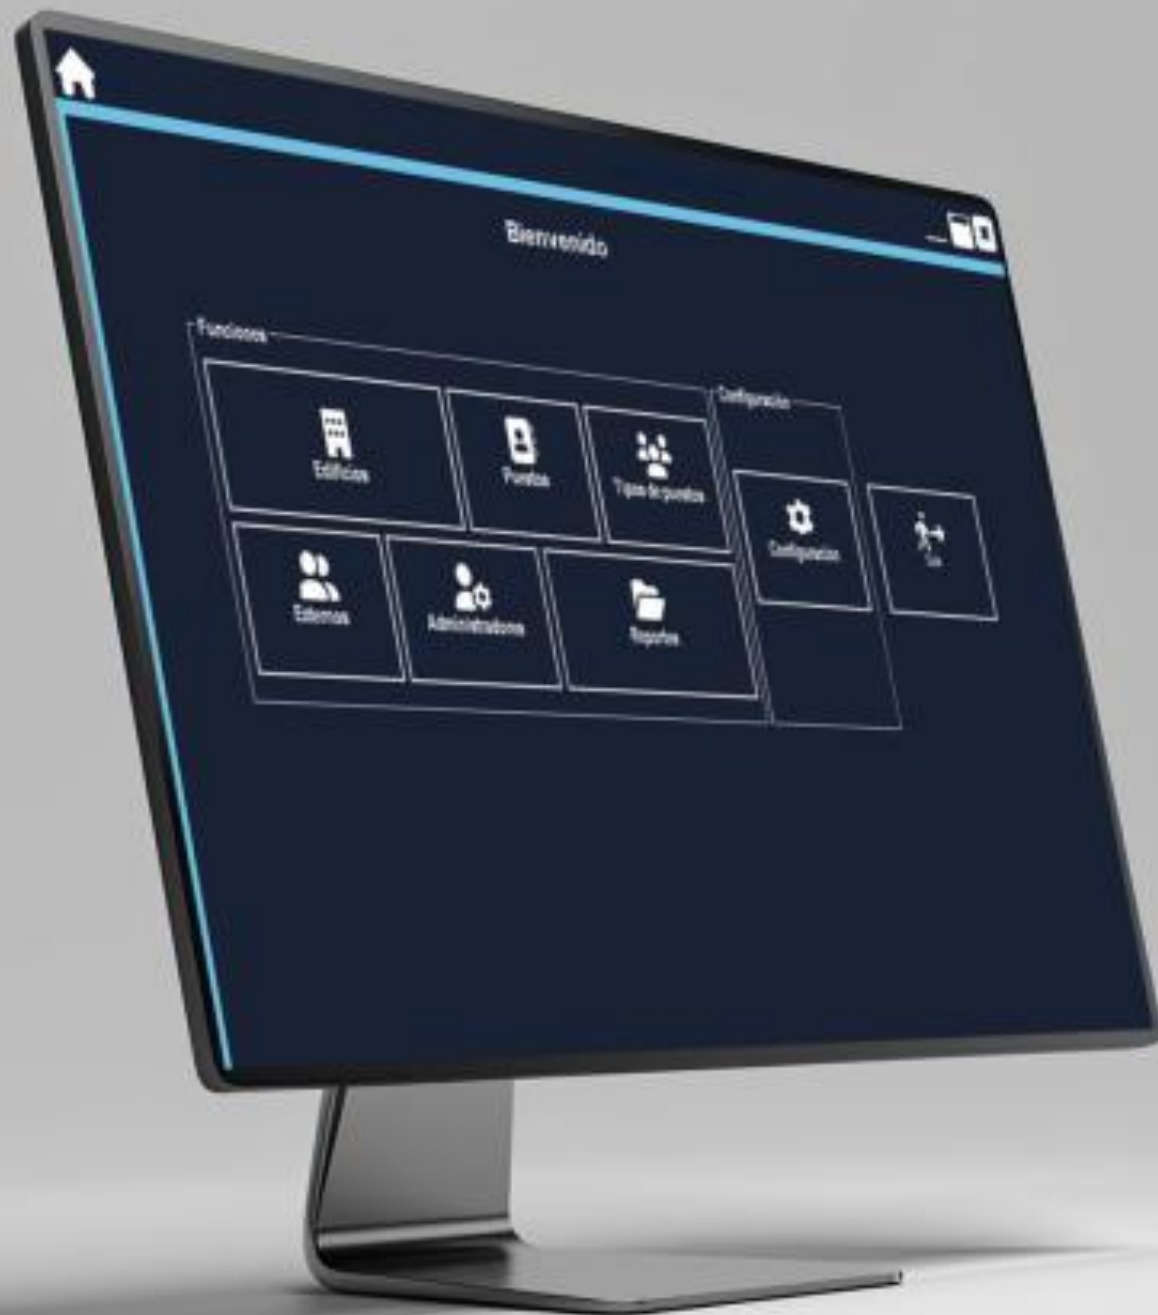 Bienvenido
Funciones
Configuración
Edificios
Puestos
Tipos de puestos
Configuración
Externos
Administradores
Reportes